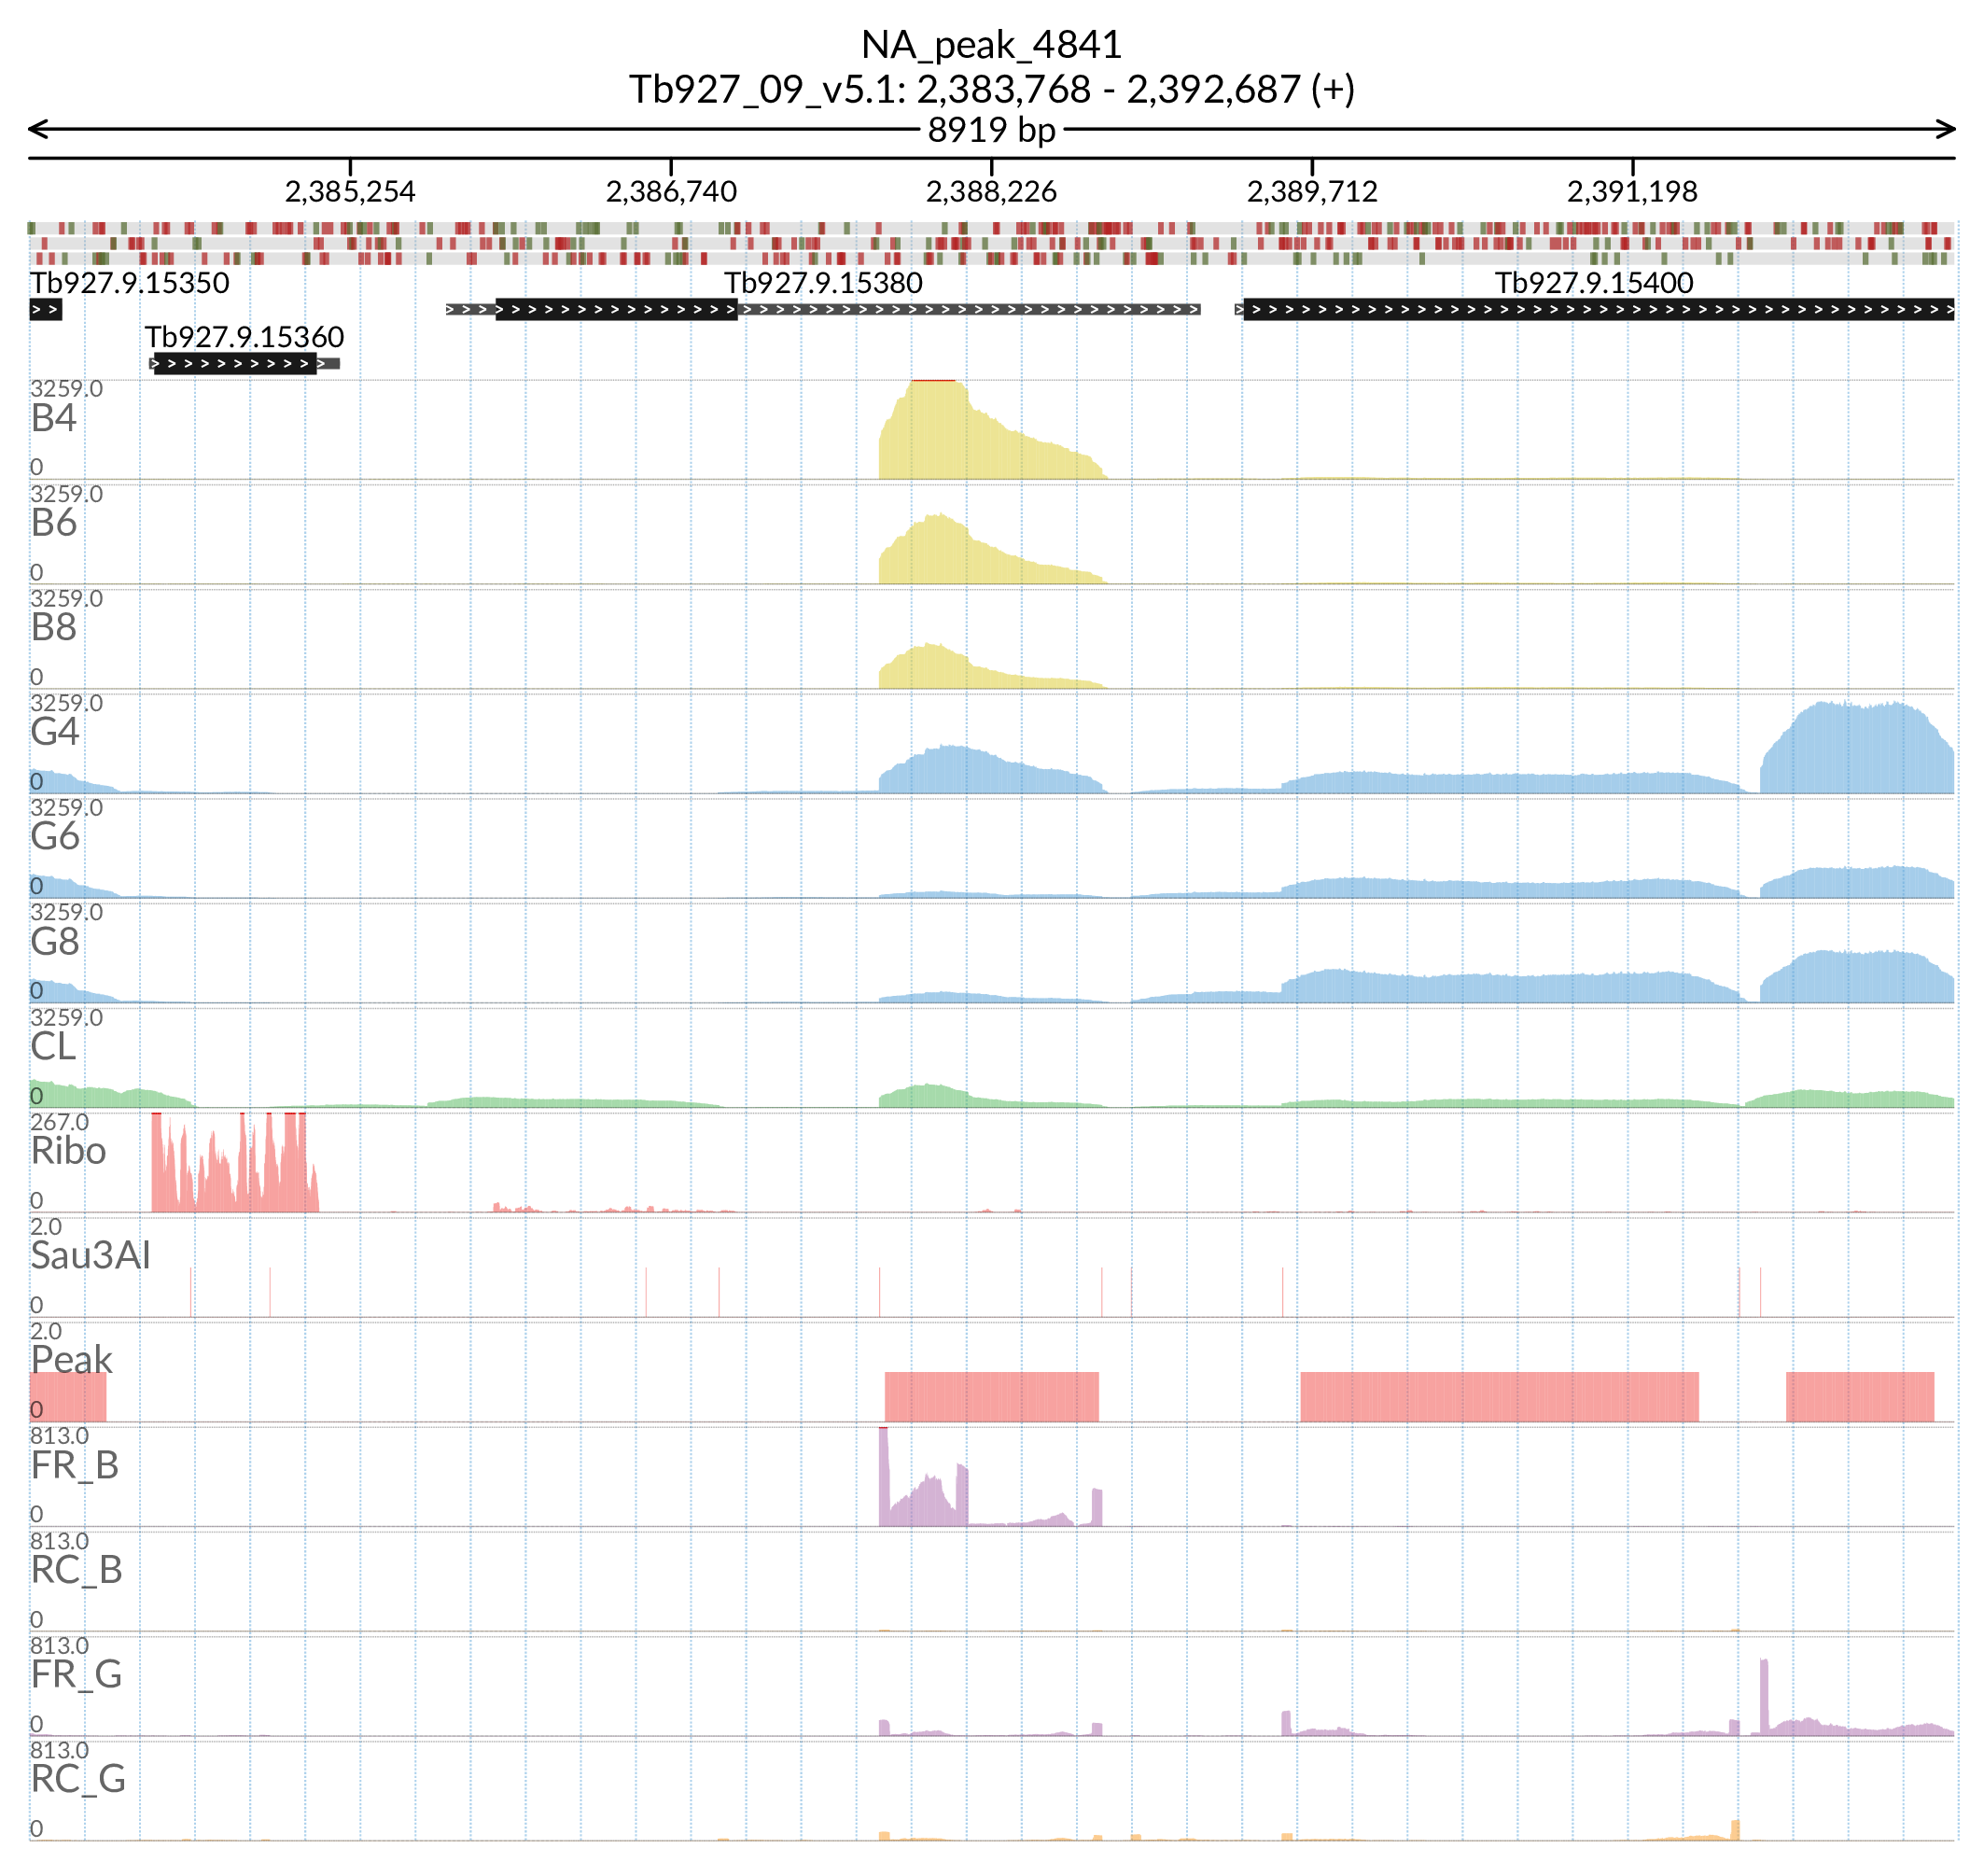 NA_peak_4841
Tb927_09_v5.1: 2,383,768 - 2,392,687 (+)
8919 bp
2,385,254 2,386,740 2,388,226 2,389,712 2,391,198
Tb927.9.15350 Tb927.9.15380 Tb927.9.15400
Tb927.9.15360
3259.0
B4
0
3259.0
B6
0
3259.0
B8
0
3259.0
G4
0
3259.0
G6
0
3259.0
G8
0
3259.0
CL
0
267.0
Ribo
0
2.0
Sau3AI
0
2.0
Peak
0
813.0
FR_B
0
813.0
RC_B
0
813.0
FR_G
0
813.0
RC_G
0